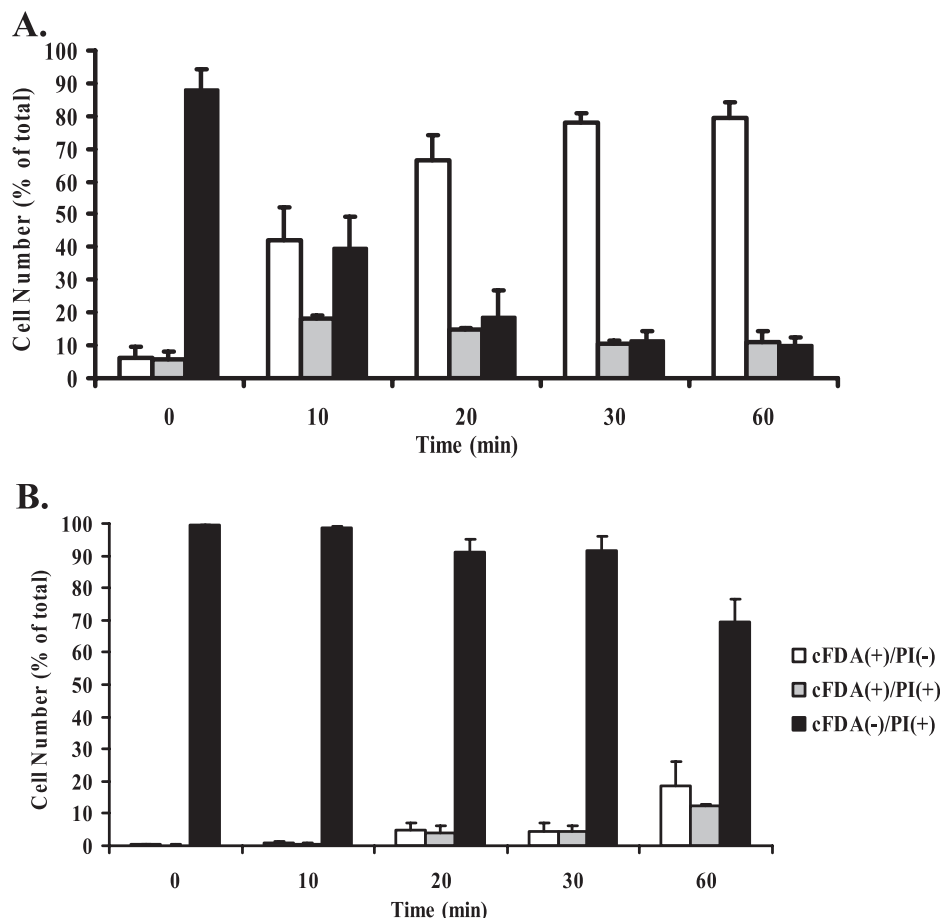 A.
Cell Number (% of total)
100
90
80
70
60
50
40
30
20
10
0
0 10 20 30 60
Time (min)
B.
Cell Number (% of total)
100
90
80
70
60
50
40
30
20
10
0
cFDA(+)/PI(-)
cFDA(+)/PI(+)
cFDA(-)/PI(+)
0 10 20 30 60
Time (min)